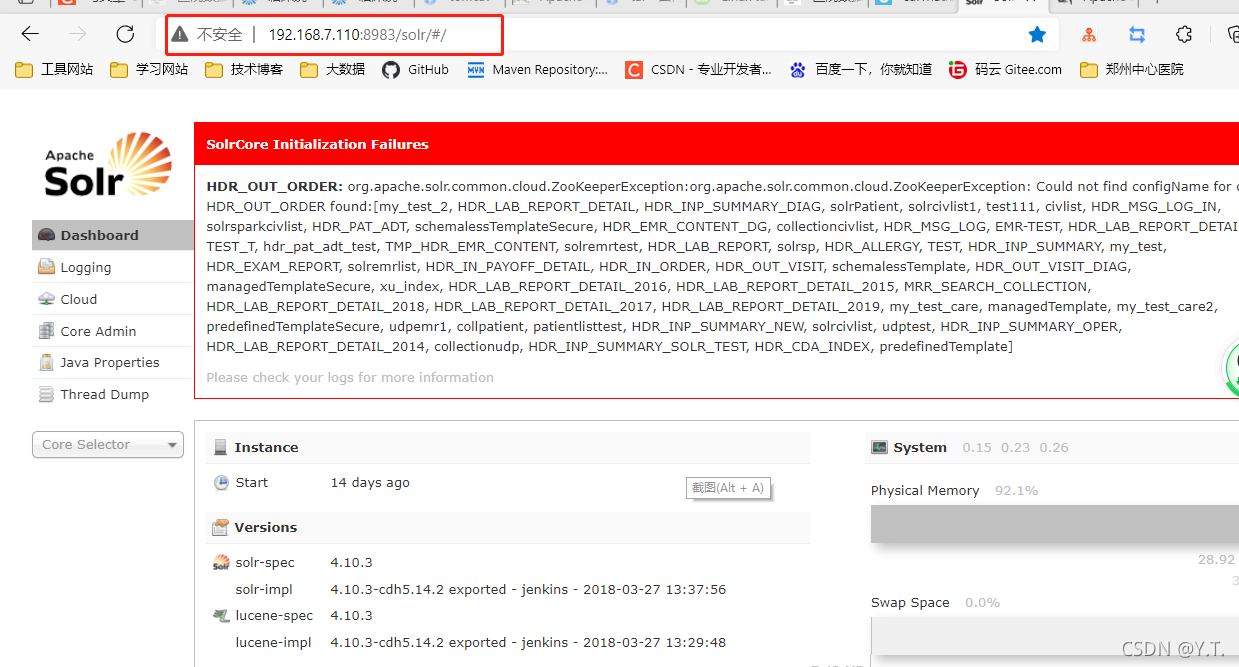 不安全 192.168.7.110:8983/solr/#/
工具网站 学习网站 技术博客 大数据 GitHub Maven Repository:... CSDN - 专业开发者... 百度一下，你就知道 码云 Gitee.com 郑州中心医院
Apache
Solr
SolrCore Initialization Failures
HDR_OUT_ORDER: org.apache.solr.common.cloud.ZooKeeperException:org.apache.solr.common.cloud.ZooKeeperException: Could not find configName for
HDR_OUT_ORDER found:[my_test_2, HDR_LAB_REPORT_DETAIL, HDR_INP_SUMMARY_DIAG, solrPatient, solrcivlist1, test111, civlist, HDR_MSG_LOG_IN,
solrsparkcivlist, HDR_PAT_ADT, schemalessTemplateSecure, HDR_EMR_CONTENT_DG, collectioncivlist, HDR_MSG_LOG, EMR-TEST, HDR_LAB_REPORT_DETAI
TEST_T, hdr_pat_adt_test, TMP_HDR_EMR_CONTENT, solremrtest, HDR_LAB_REPORT, solrsp, HDR_ALLERGY, TEST, HDR_INP_SUMMARY, my_test,
HDR_EXAM_REPORT, solremrlist, HDR_IN_PAYOFF_DETAIL, HDR_IN_ORDER, HDR_OUT_VISIT, schemalessTemplate, HDR_OUT_VISIT_DIAG,
managedTemplateSecure, xu_index, HDR_LAB_REPORT_DETAIL_2016, HDR_LAB_REPORT_DETAIL_2015, MRR_SEARCH_COLLECTION,
HDR_LAB_REPORT_DETAIL_2018, HDR_LAB_REPORT_DETAIL_2017, HDR_LAB_REPORT_DETAIL_2019, my_test_care, managedTemplate, my_test_care2,
predefinedTemplateSecure, udpemr1, collpatient, patientlisttest, HDR_INP_SUMMARY_NEW, solrcivlist, udptest, HDR_INP_SUMMARY_OPER,
HDR_LAB_REPORT_DETAIL_2014, collectionudp, HDR_INP_SUMMARY_SOLR_TEST, HDR_CDA_INDEX, predefinedTemplate]
Please check your logs for more information
Dashboard
Logging
Cloud
Core Admin
Java Properties
Thread Dump
Core Selector
Instance
Start 14 days ago
截图(Alt + A)
Versions
solr-spec 4.10.3
solr-impl 4.10.3-cdh5.14.2 exported - jenkins - 2018-03-27 13:37:56
lucene-spec 4.10.3
lucene-impl 4.10.3-cdh5.14.2 exported - jenkins - 2018-03-27 13:29:48
System 0.15 0.23 0.26
Physical Memory 92.1%
28.92
Swap Space 0.0%
CSDN @Y.T.